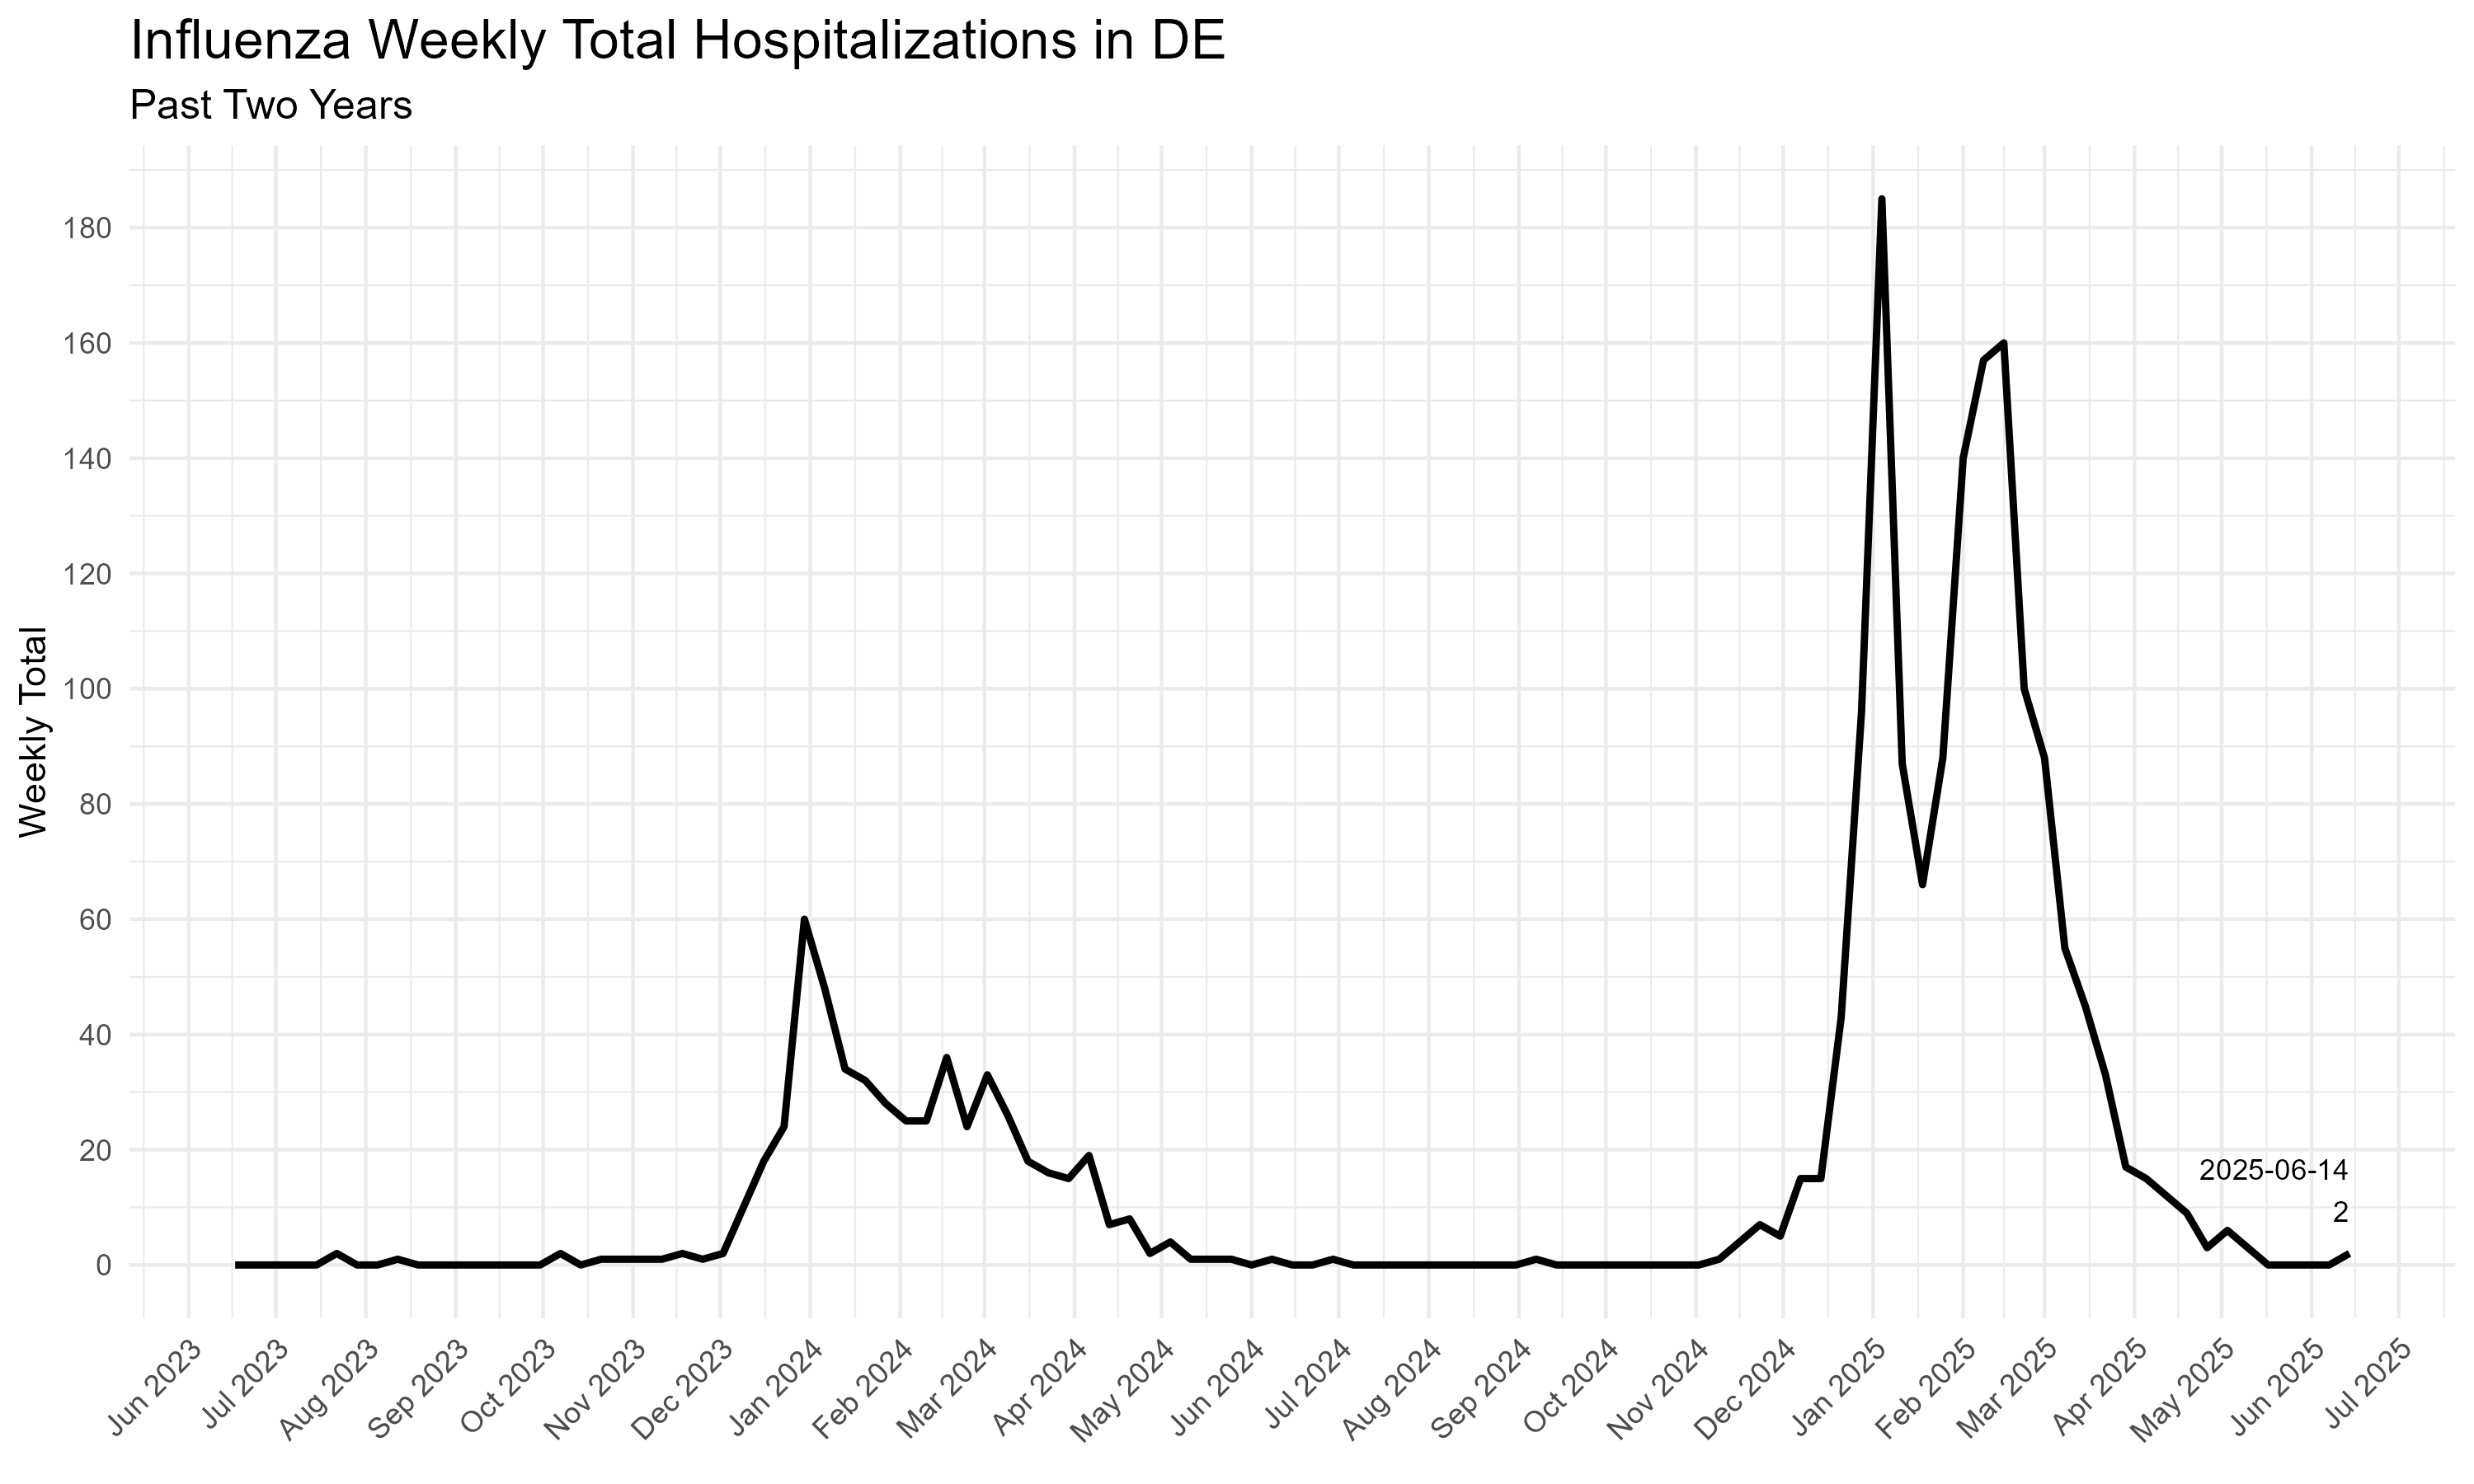 Influenza Weekly Total Hospitalizations in DE
Past Two Years
Weekly Total
180
160
140
120
100
80
60
40
20
0
2025-06-14
2
Jun 2023
Jul 2023
Aug 2023
Sep 2023
Oct 2023
Nov 2023
Dec 2023
Jan 2024
Feb 2024
Mar 2024
Apr 2024
May 2024
Jun 2024
Jul 2024
Aug 2024
Sep 2024
Oct 2024
Nov 2024
Dec 2024
Jan 2025
Feb 2025
Mar 2025
Apr 2025
May 2025
Jun 2025
Jul 2025